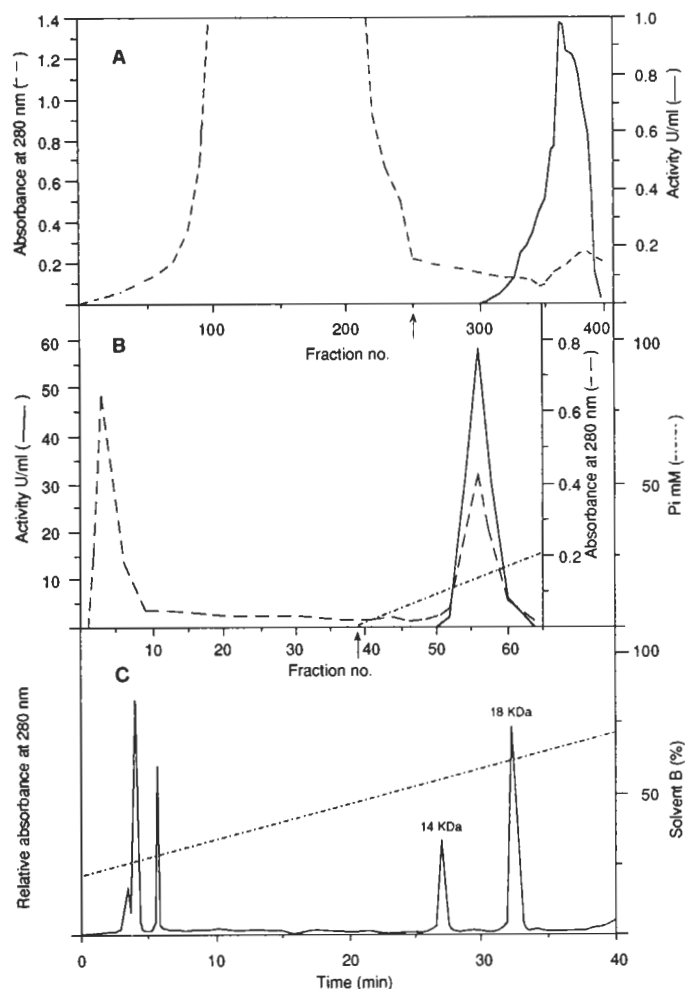 A
Absorbance at 280 nm (– –)
1.4
1.2
1.0
0.8
0.6
0.4
0.2
1.0
0.8
0.6
0.4
0.2
Activity U/ml (——)
100
200
300
400
Fraction no.
B
Activity U/ml (——)
60
50
40
30
20
10
0.8
0.6
0.4
0.2
Absorbance at 280 nm (— —)
100
50
Pi mM (-·-·-)
10
20
30
40
50
60
Fraction no.
C
Relative absorbance at 280 nm
14 KDa
18 KDa
100
50
Solvent B (%)
0
10
20
30
40
Time (min)